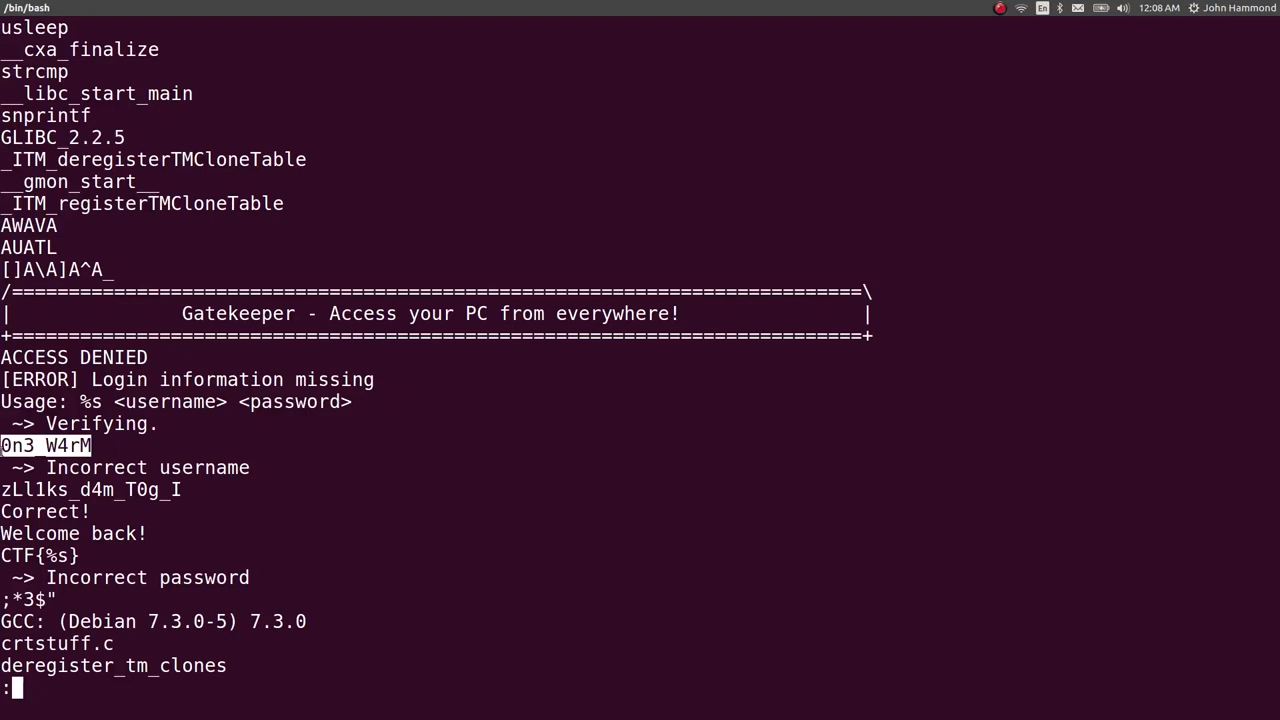 /bin/bash
En
12:08 AM
John Hammond
usleep
__cxa_finalize
strcmp
__libc_start_main
snprintf
GLIBC_2.2.5
_ITM_deregisterTMCloneTable
__gmon_start__
_ITM_registerTMCloneTable
AWAVA
AUATL
[]A\A]A^A_
/===========================================================================\
| Gatekeeper - Access your PC from everywhere! |
+===========================================================================+
ACCESS DENIED
[ERROR] Login information missing
Usage: %s <username> <password>
~> Verifying.
0n3_W4rM
~> Incorrect username
zLl1ks_d4m_T0g_I
Correct!
Welcome back!
CTF{%s}
~> Incorrect password
;*3$"
GCC: (Debian 7.3.0-5) 7.3.0
crtstuff.c
deregister_tm_clones
: